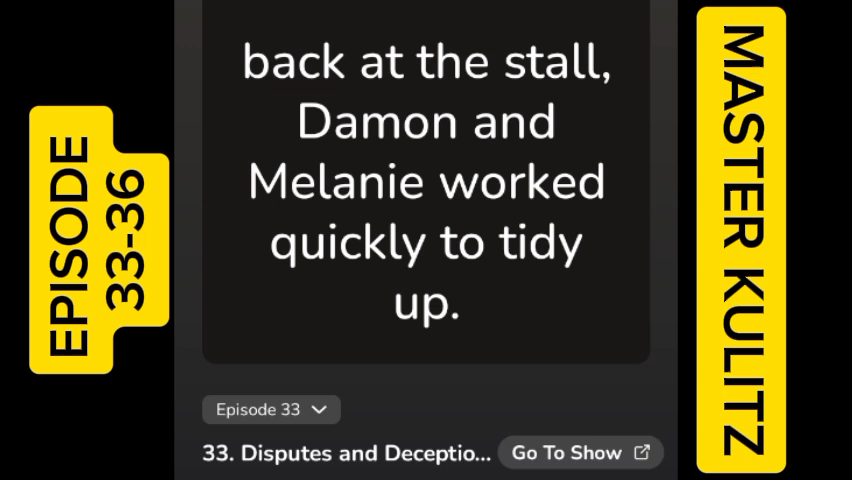 EPISODE
33-36
back at the stall,
Damon and
Melanie worked
quickly to tidy
up.
Episode 33
33. Disputes and Deceptio...
Go To Show
MASTER KULITZ